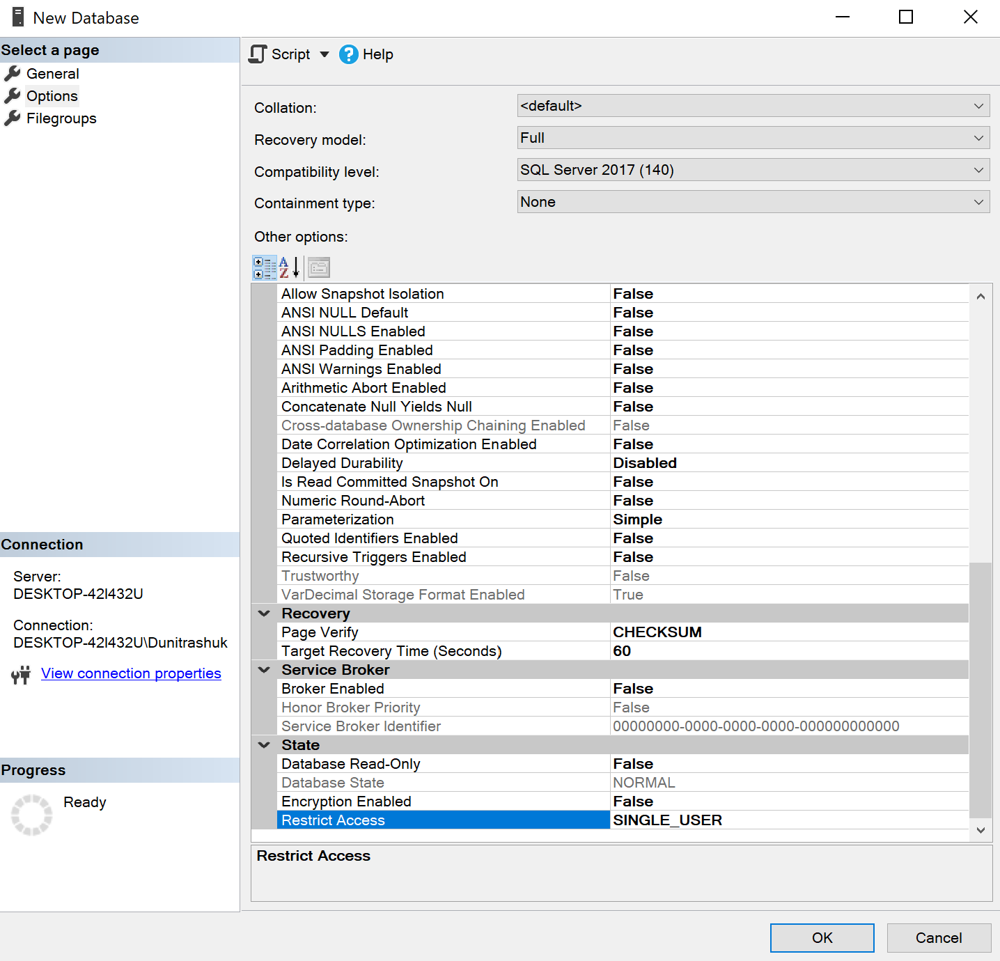 New Database
Select a page
General
Options
Filegroups
Script
Help
Collation: <default>
Recovery model: Full
Compatibility level: SQL Server 2017 (140)
Containment type: None
Other options:
Allow Snapshot Isolation False
ANSI NULL Default False
ANSI NULLS Enabled False
ANSI Padding Enabled False
ANSI Warnings Enabled False
Arithmetic Abort Enabled False
Concatenate Null Yields Null False
Cross-database Ownership Chaining Enabled False
Date Correlation Optimization Enabled False
Delayed Durability Disabled
Is Read Committed Snapshot On False
Numeric Round-Abort False
Parameterization Simple
Quoted Identifiers Enabled False
Recursive Triggers Enabled False
Trustworthy False
VarDecimal Storage Format Enabled True
Recovery
Page Verify CHECKSUM
Target Recovery Time (Seconds) 60
Service Broker
Broker Enabled False
Honor Broker Priority False
Service Broker Identifier 00000000-0000-0000-0000-000000000000
State
Database Read-Only False
Database State NORMAL
Encryption Enabled False
Restrict Access SINGLE_USER
Restrict Access
Connection
Server:
DESKTOP-42I432U
Connection:
DESKTOP-42I432U\Dunitrashuk
View connection properties
Progress
Ready
OK
Cancel